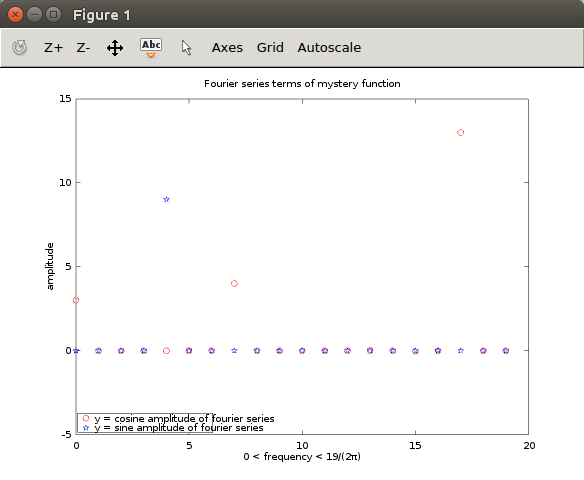 Figure 1
Z+ Z- Abc Axes Grid Autoscale
Fourier series terms of mystery function
15
10
5
0
-5
amplitude
y = cosine amplitude of fourier series
y = sine amplitude of fourier series
0 5 10 15 20
0 < frequency < 19/(2π)